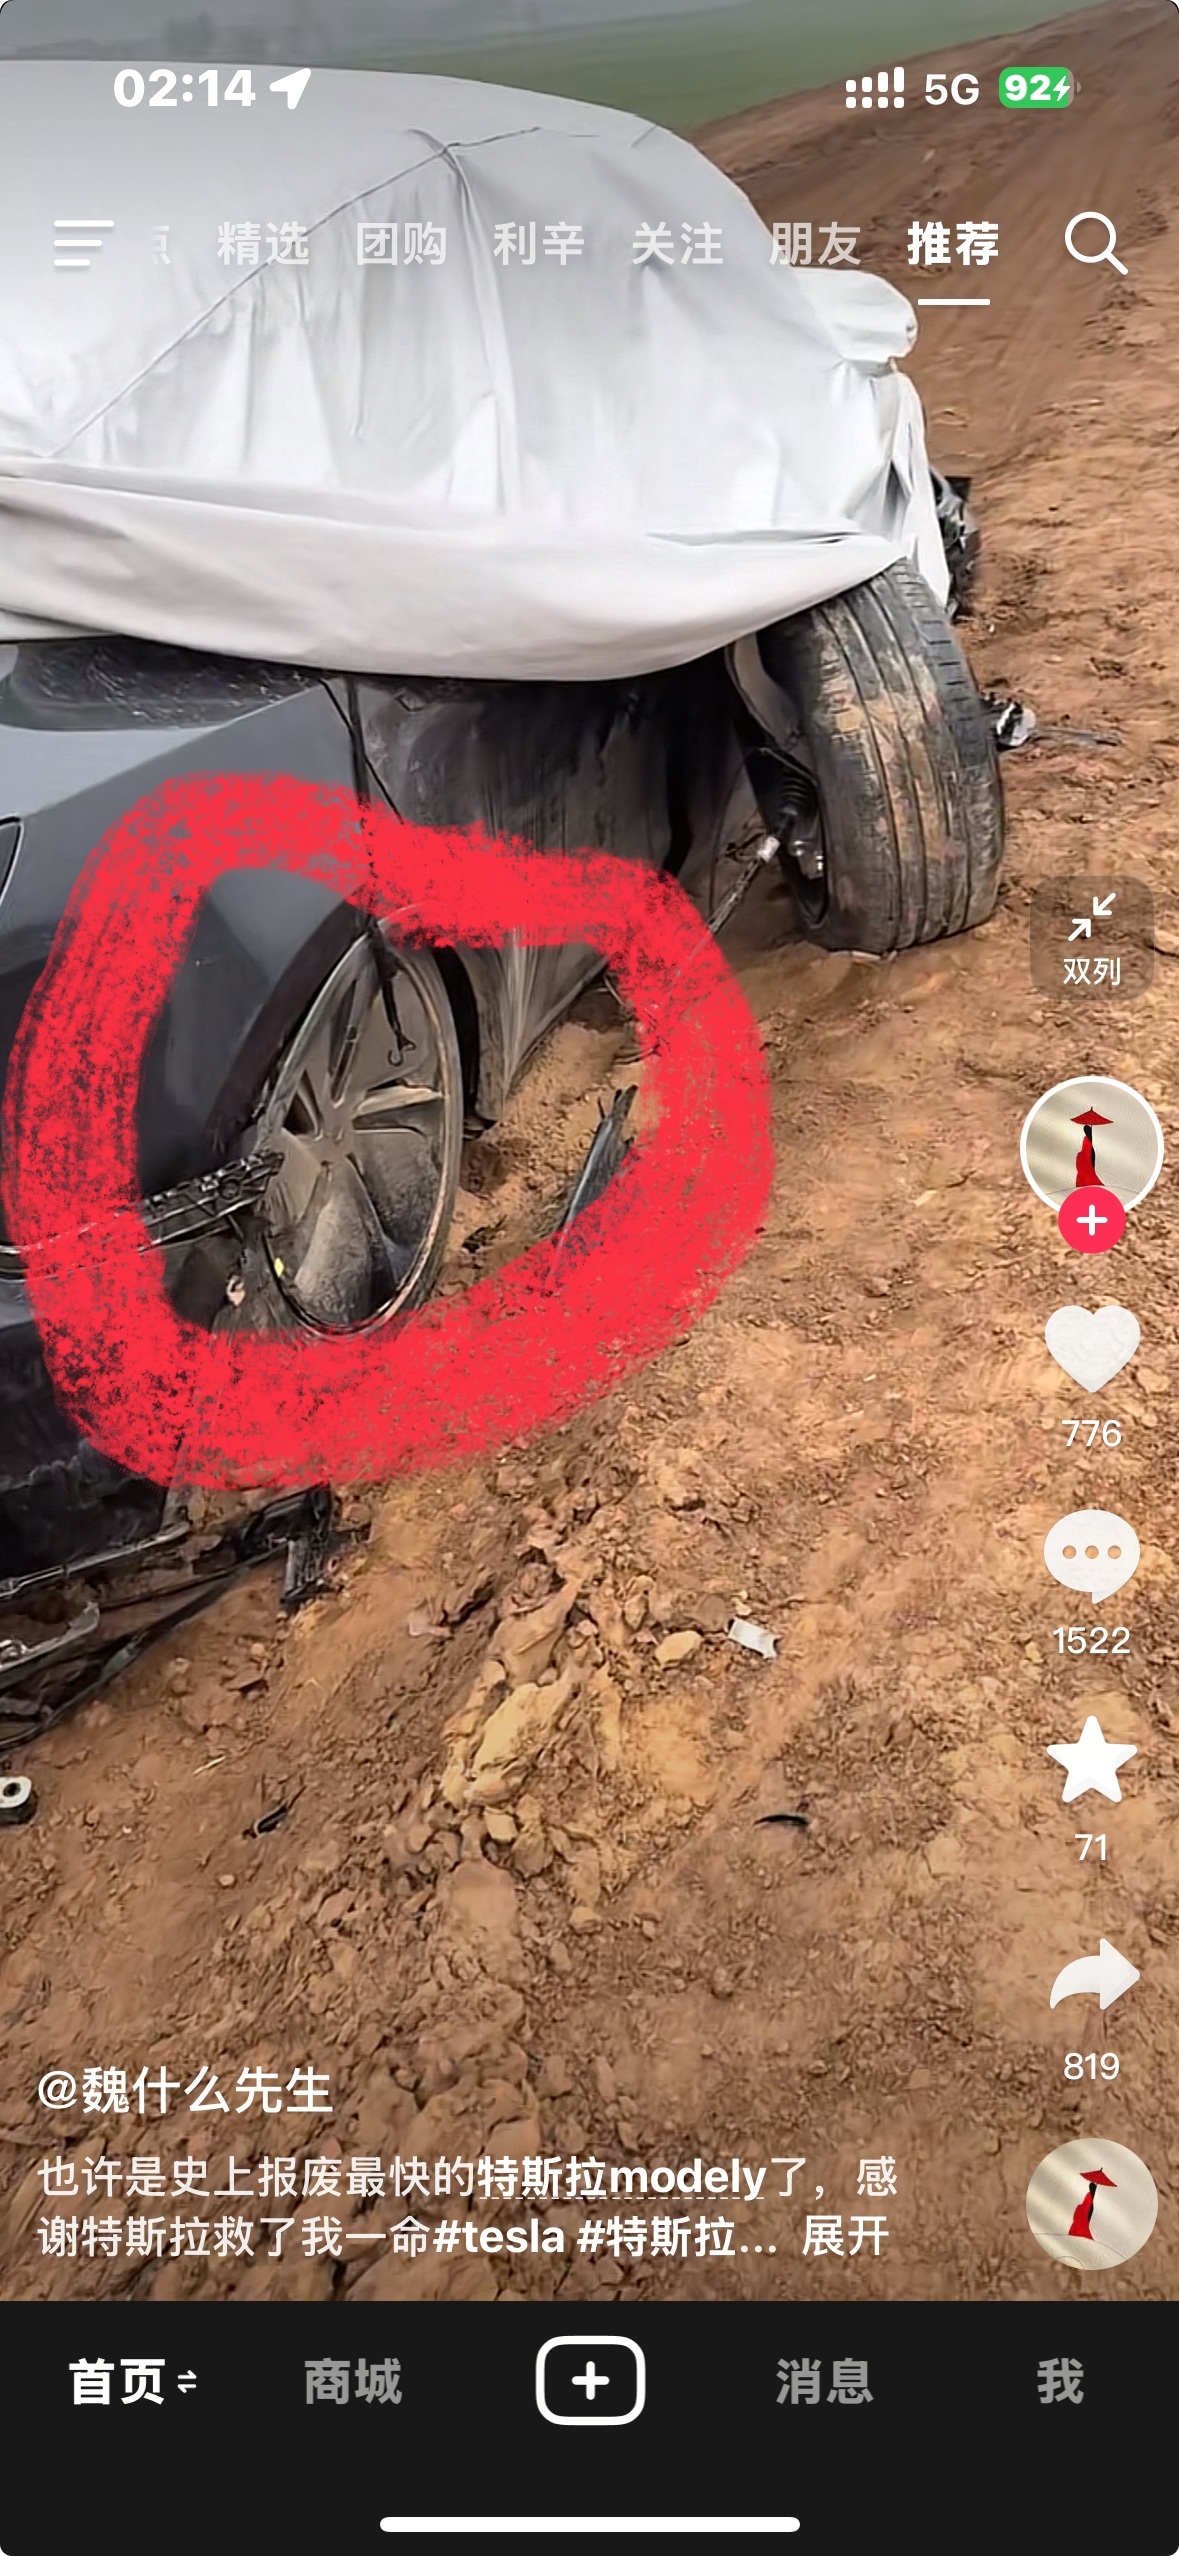 02:14
5G
92
精选 团购 利辛 关注 朋友 推荐
双列
776
1522
71
819
@魏什么先生
也许是史上报废最快的特斯拉modely了，感
谢特斯拉救了我一命#tesla #特斯拉... 展开
首页 商城 消息 我